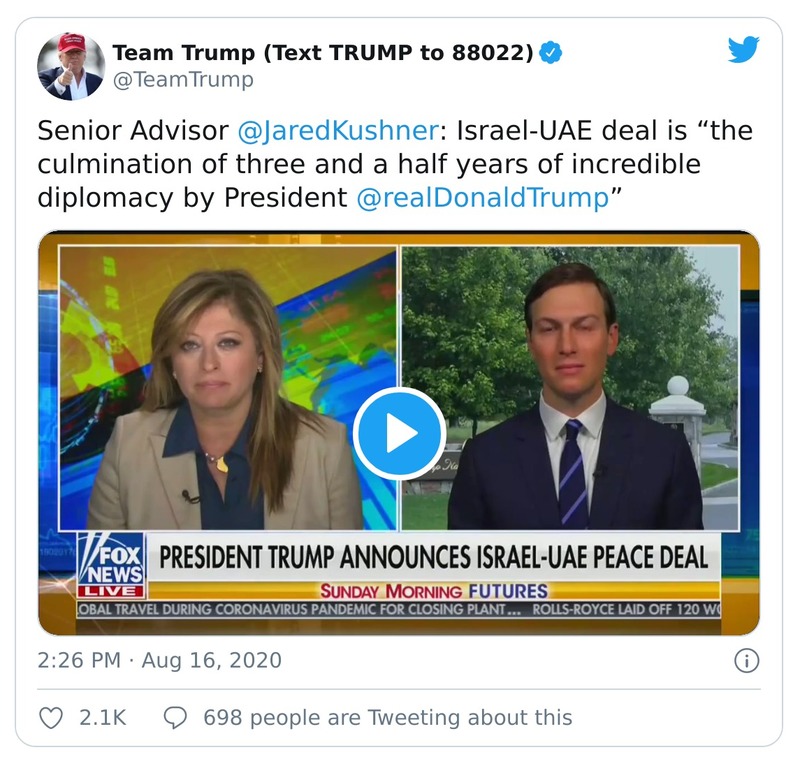 Team Trump (Text TRUMP to 88022)
@TeamTrump
Senior Advisor @JaredKushner: Israel-UAE deal is “the
culmination of three and a half years of incredible
diplomacy by President @realDonaldTrump”
FOX
NEWS
LIVE
PRESIDENT TRUMP ANNOUNCES ISRAEL-UAE PEACE DEAL
SUNDAY MORNING FUTURES
OBAL TRAVEL DURING CORONAVIRUS PANDEMIC FOR CLOSING PLANT... ROLLS-ROYCE LAID OFF 120 WO
2:26 PM · Aug 16, 2020
2.1K 698 people are Tweeting about this